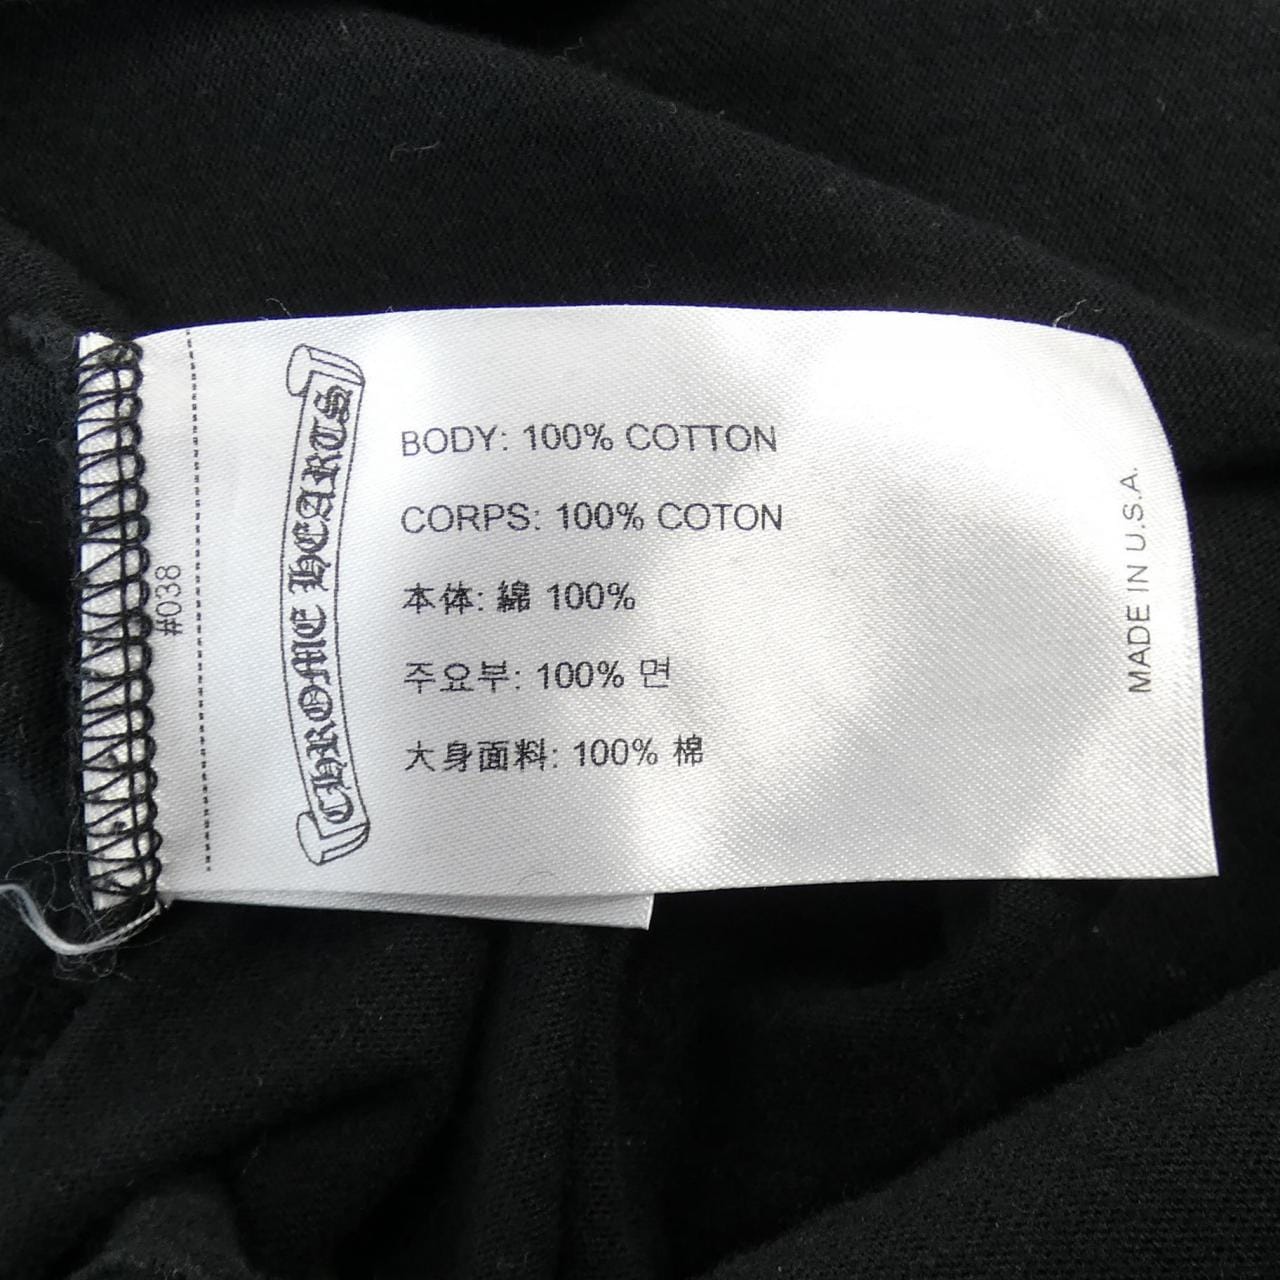 #038
CHROME HEARTS
BODY: 100% COTTON
CORPS: 100% COTON
本体: 綿 100%
주요부: 100% 면
大身面料: 100% 棉
MADE IN U.S.A.